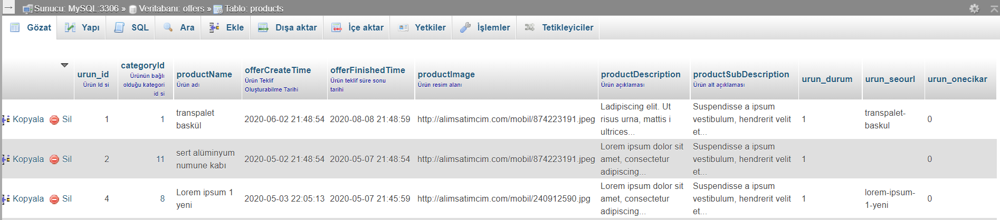 → Sunucu: MySQL:3306 » Veritabanı: offers » Tablo: products
Gözat Yapı SQL Ara Ekle Dışa aktar İçe aktar Yetkiler İşlemler Tetikleyiciler
urun_id
Ürün Id si
categoryId
Ürünün bağlı
olduğu kategori
id si
productName
Ürün adı
offerCreateTime
Ürün Teklif
Oluşturabilme Tarihi
offerFinishedTime
Ürün teklif süre sonu
tarihi
productImage
Ürün resim alanı
productDescription
Ürün açıklaması
productSubDescription
Ürün alt açıklaması
urun_durum
urun_seourl
urun_onecikar
Kopyala Sil
1
1
transpalet
baskül
2020-06-02 21:48:54
2020-08-08 21:48:59
http://alimsatimcim.com/mobil/874223191.jpeg
Ladipiscing elit. Ut
risus urna, mattis i
ultrices...
Suspendisse a ipsum
vestibulum, hendrerit velit
et...
1
transpalet-
baskul
0
Kopyala Sil
2
11
sert alüminyum
numune kabı
2020-05-02 21:48:54
2020-05-07 21:48:54
http://alimsatimcim.com/mobil/874223191.jpeg
Lorem ipsum dolor sit
amet, consectetur
adipiscing...
Suspendisse a ipsum
vestibulum, hendrerit velit
et...
1
0
Kopyala Sil
4
8
Lorem ipsum 1
yeni
2020-05-03 22:05:13
2020-05-07 21:45:59
http://alimsatimcim.com/mobil/240912590.jpg
Lorem ipsum dolor sit
amet, consectetur
adipiscing...
Suspendisse a ipsum
vestibulum, hendrerit velit
et...
1
lorem-ipsum-
1-yeni
0